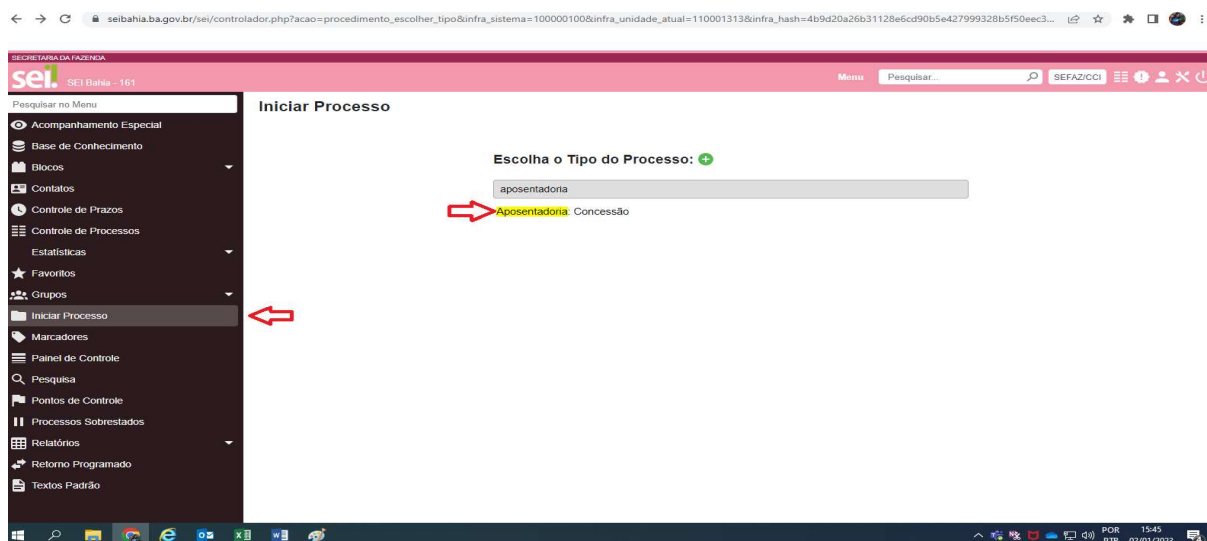 seibahia.ba.gov.br/sei/controlador.php?acao=procedimento_escolher_tipo&infra_sistema=100000100&infra_unidade_atual=110001313&infra_hash=4b9d20a26b31128e6cd90b5e427999328b5f50eec3...
SECRETARIA DA FAZENDA
sei! SEI Bahia - 161
Menu
Pesquisar...
SEFAZ/CCI
Pesquisar no Menu
Iniciar Processo
Acompanhamento Especial
Base de Conhecimento
Escolha o Tipo do Processo:
Blocos
Contatos
aposentadoria
Controle de Prazos
Aposentadoria: Concessão
Controle de Processos
Estatísticas
Favoritos
Grupos
Iniciar Processo
Marcadores
Painel de Controle
Pesquisa
Pontos de Controle
Processos Sobrestados
Relatórios
Retorno Programado
Textos Padrão
POR 15:45
PTB 02/01/2023